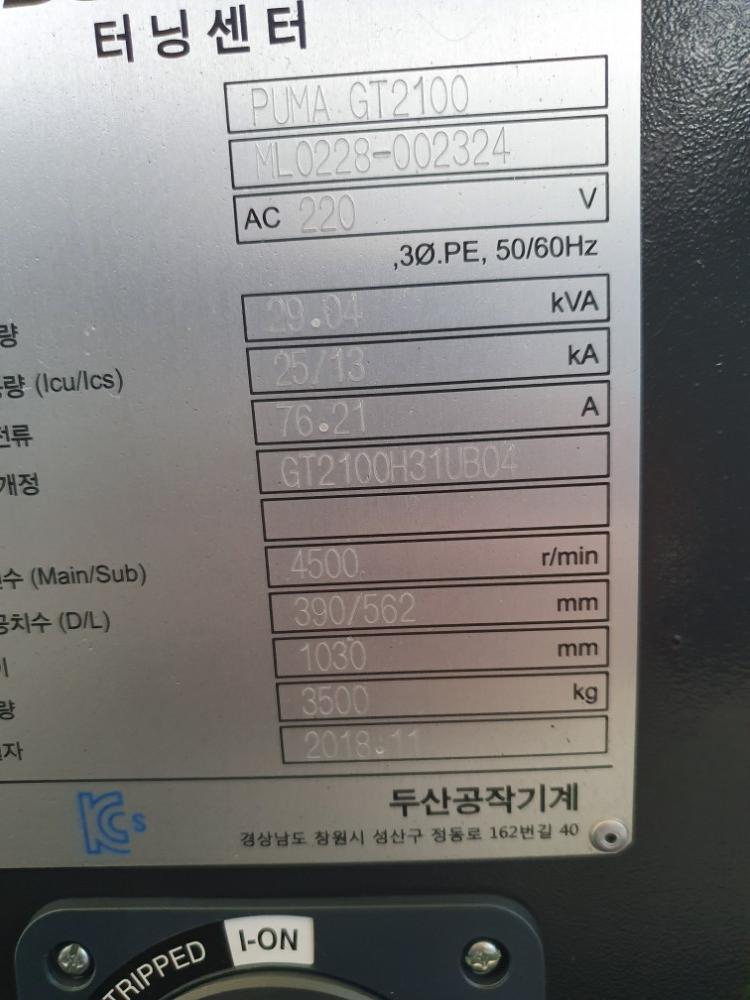 터닝센터
PUMA GT2100
ML0228-002324
AC 220 V
,3Ø.PE, 50/60Hz
량 29.04 kVA
량 (Icu/Ics) 25/13 kA
전류 76.21 A
개정 GT2100H31UB04
수 (Main/Sub) 4500 r/min
공치수 (D/L) 390/562 mm
이 1030 mm
량 3500 kg
자 2018.11
KCs
두산공작기계
경상남도 창원시 성산구 정동로 162번길 40
TRIPPED I-ON